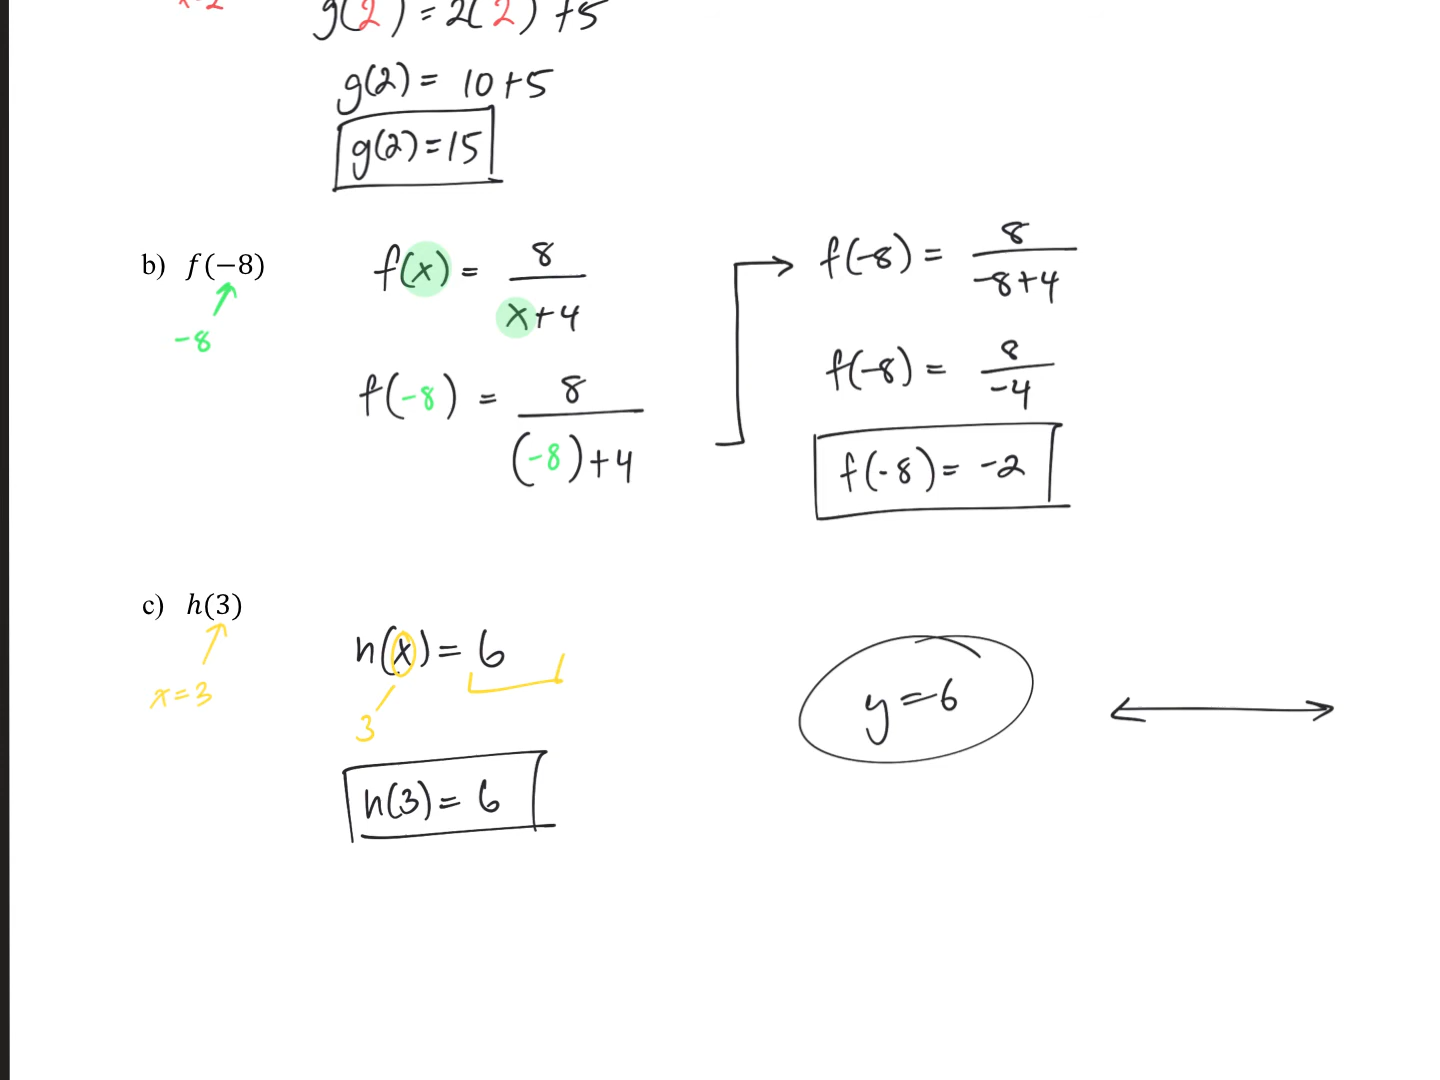 x=2
g(2) = 2(2) +5
g(2) = 10+5
g(2)=15
b) f(−8)
-8
f(x) = 8/(x+4)
f(-8) = 8/((-8)+4)
f(-8) = 8/(-8+4)
f(-8) = 8/(-4)
f(-8) = -2
c) h(3)
x=3
h(x) = 6
3
h(3) = 6
y=6